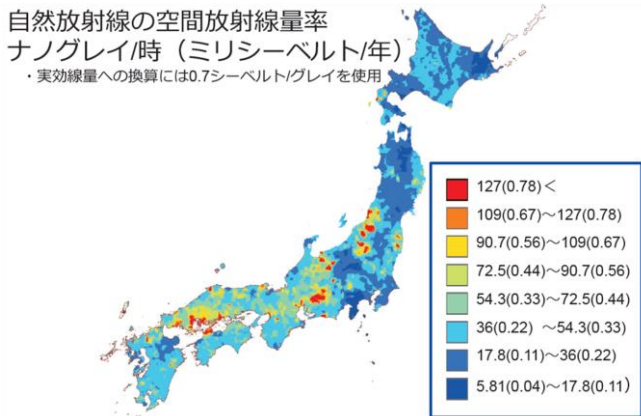 自然放射線の空間放射線量率
ナノグレイ/時（ミリシーベルト/年）
・実効線量への換算には0.7シーベルト/グレイを使用
127(0.78)＜
109(0.67)～127(0.78)
90.7(0.56)～109(0.67)
72.5(0.44)～90.7(0.56)
54.3(0.33)～72.5(0.44)
36(0.22) ～54.3(0.33)
17.8(0.11)～36(0.22)
5.81(0.04)～17.8(0.11)